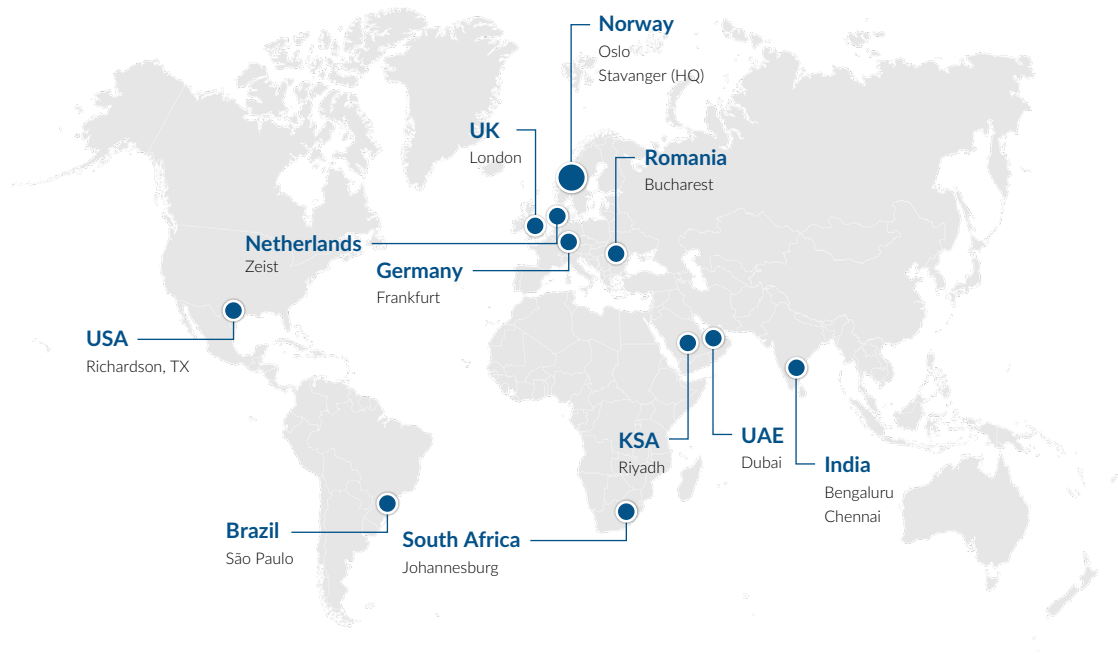 Norway
Oslo
Stavanger (HQ)
UK
London
Romania
Bucharest
Netherlands
Zeist
Germany
Frankfurt
USA
Richardson, TX
KSA
Riyadh
UAE
Dubai
India
Bengaluru
Chennai
Brazil
São Paulo
South Africa
Johannesburg